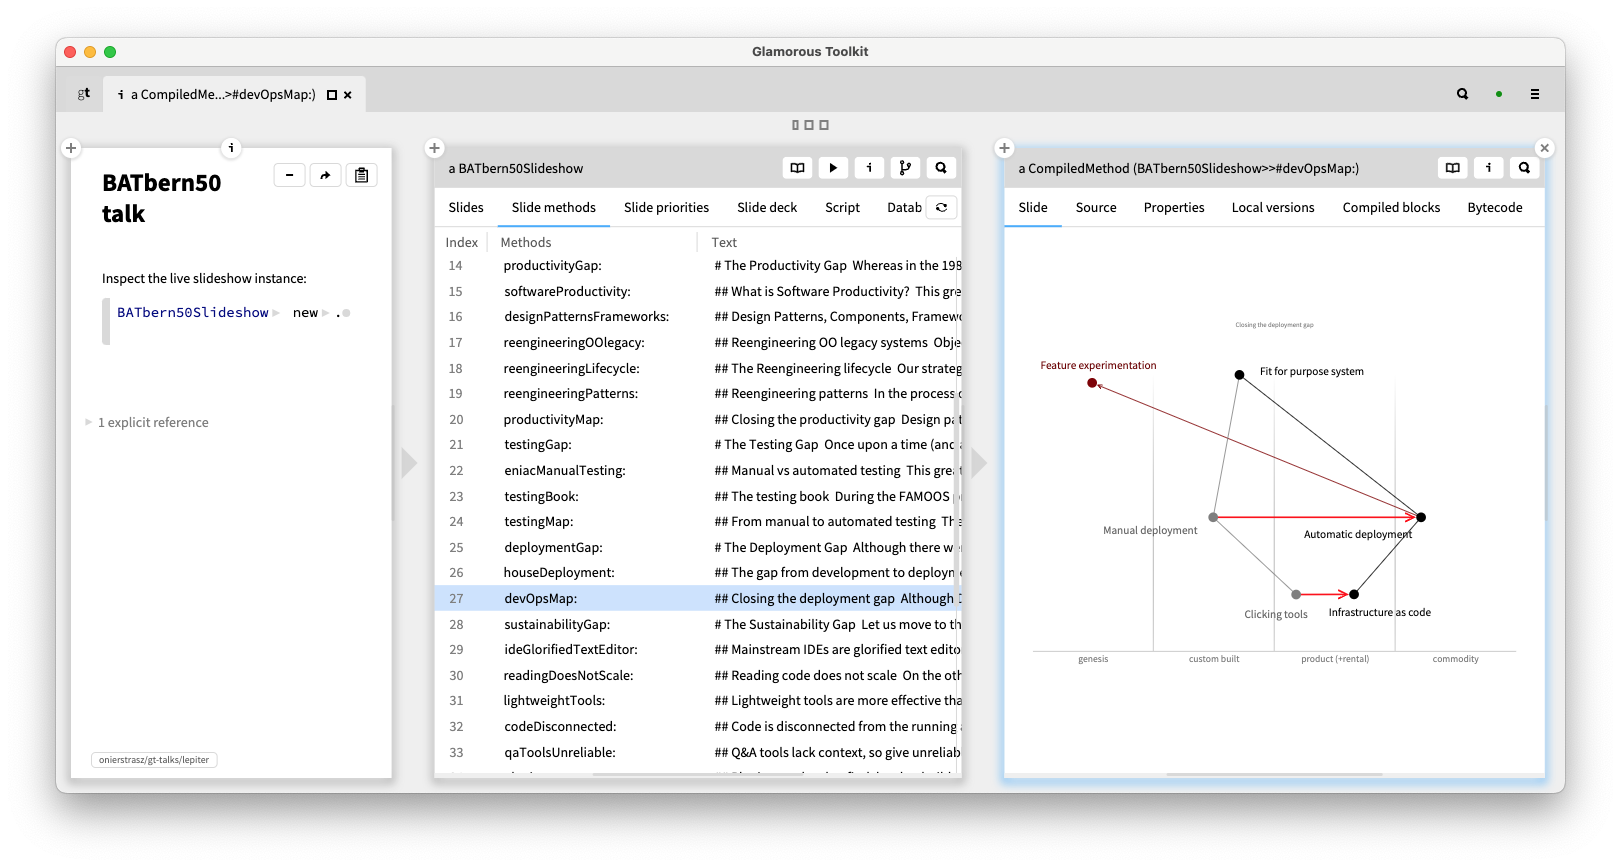 Glamorous Toolkit
gt
i a CompiledMe...>#devOpsMap:)
BATbern50
talk
Inspect the live slideshow instance:
BATbern50Slideshow new .
1 explicit reference
onierstrasz/gt-talks/lepiter
a BATbern50Slideshow
Slides Slide methods Slide priorities Slide deck Script Datab
Index Methods Text
14 productivityGap: # The Productivity Gap Whereas in the 198
15 softwareProductivity: ## What is Software Productivity? This gre
16 designPatternsFrameworks: ## Design Patterns, Components, Framewo
17 reengineeringOOlegacy: ## Reengineering OO legacy systems Obje
18 reengineeringLifecycle: ## The Reengineering lifecycle Our strateg
19 reengineeringPatterns: ## Reengineering patterns In the process o
20 productivityMap: ## Closing the productivity gap Design pat
21 testingGap: # The Testing Gap Once upon a time (and
22 eniacManualTesting: ## Manual vs automated testing This great
23 testingBook: ## The testing book During the FAMOOS p
24 testingMap: ## From manual to automated testing The
25 deploymentGap: # The Deployment Gap Although there we
26 houseDeployment: ## The gap from development to deploym
27 devOpsMap: ## Closing the deployment gap Although D
28 sustainabilityGap: # The Sustainability Gap Let us move to th
29 ideGlorifiedTextEditor: ## Mainstream IDEs are glorified text edito
30 readingDoesNotScale: ## Reading code does not scale On the oth
31 lightweightTools: ## Lightweight tools are more effective tha
32 codeDisconnected: ## Code is disconnected from the running
33 qaToolsUnreliable: ## Q&A tools lack context, so give unreliab
a CompiledMethod (BATbern50Slideshow>>#devOpsMap:)
Slide Source Properties Local versions Compiled blocks Bytecode
Closing the deployment gap
Feature experimentation
Fit for purpose system
Manual deployment
Automatic deployment
Clicking tools
Infrastructure as code
genesis custom built product (+rental) commodity